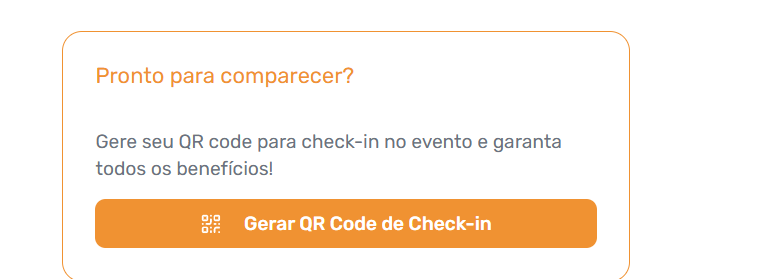 Pronto para comparecer?
Gere seu QR code para check-in no evento e garanta
todos os benefícios!
Gerar QR Code de Check-in